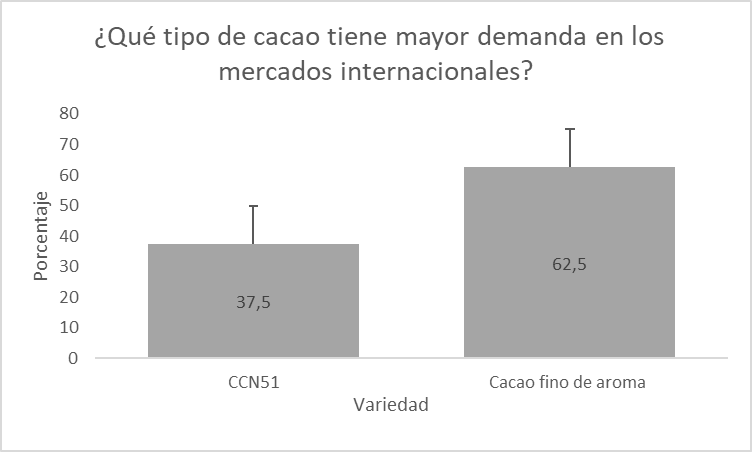 ¿Qué tipo de cacao tiene mayor demanda en los
mercados internacionales?
80
70
60
50
40
30
20
10
0
Porcentaje
37,5
62,5
CCN51
Cacao fino de aroma
Variedad